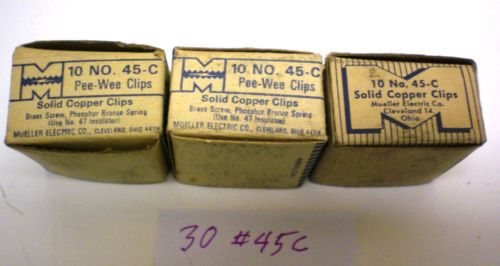 10 NO. 45-C
Pee-Wee Clips
Solid Copper Clips
Brass Screw, Phosphor Bronze Spring
(Use No. 47 Insulator)
MUELLER ELECTRIC CO., CLEVELAND, OHIO 44114
10 NO. 45-C
Pee-Wee Clips
Solid Copper Clips
Brass Screw, Phosphor Bronze Spring
(Use No. 47 Insulator)
MUELLER ELECTRIC CO., CLEVELAND, OHIO 44114
10 No. 45-C
Solid Copper Clips
Mueller Electric Co.
Cleveland 14,
Ohio
30 #45C